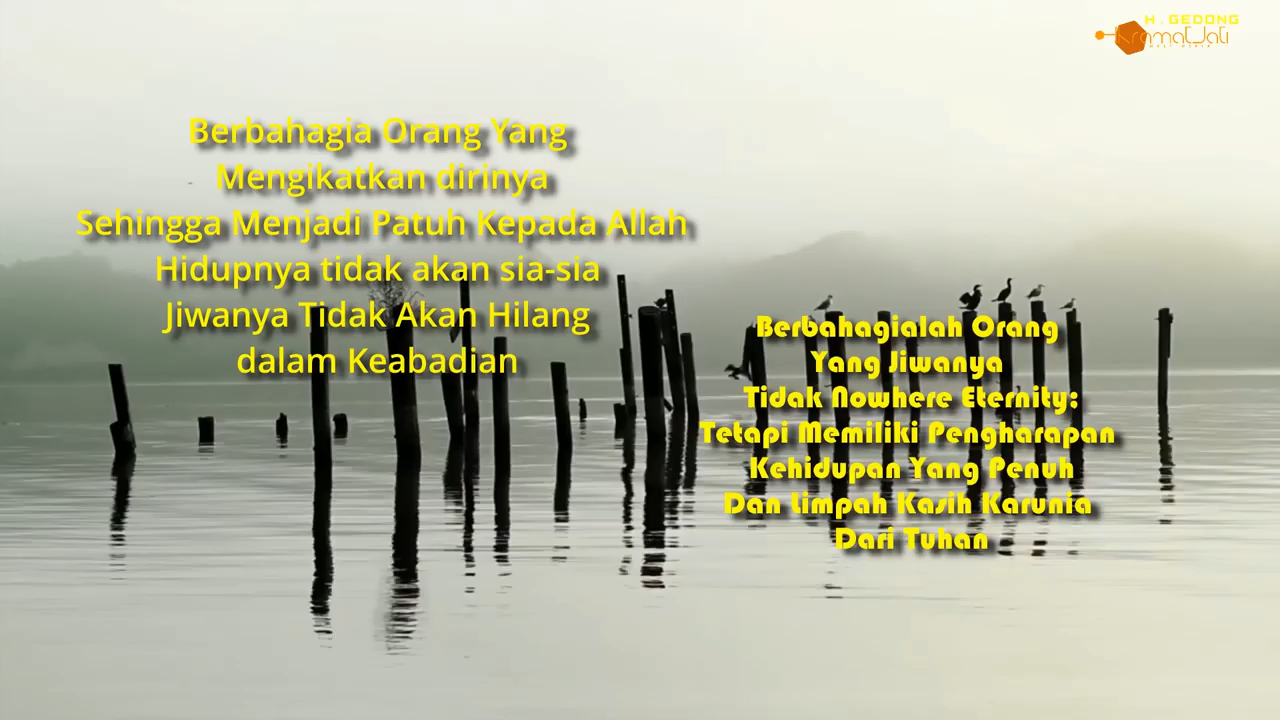 H . GEDONG
KramatJati
Berbahagia Orang Yang
Mengikatkan dirinya
Sehingga Menjadi Patuh Kepada Allah
Hidupnya tidak akan sia-sia
Jiwanya Tidak Akan Hilang
dalam Keabadian
Berbahagialah Orang
Yang Jiwanya
Tidak Nowhere Eternity;
Tetapi Memiliki Pengharapan
Kehidupan Yang Penuh
Dan Limpah Kasih Karunia
Dari Tuhan